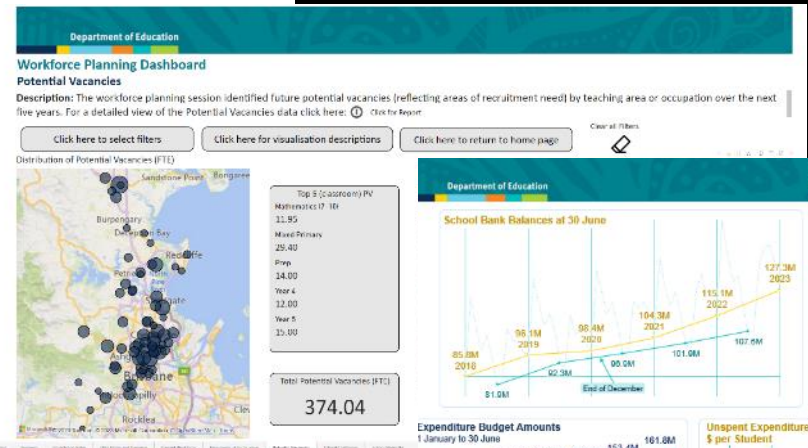 Department of Education
Workforce Planning Dashboard
Potential Vacancies
Description: The workforce planning session identified future potential vacancies (reflecting areas of recruitment need) by teaching area or occupation over the next
five years. For a detailed view of the Potential Vacancies data click here: Click for Report
Clear all Filters
Click here to select filters
Click here for visualisation descriptions
Click here to return to home page
Distribution of Potential Vacancies (FTE)
Sandstone Point
Burpengary
Deception Bay
Brisbane
Rocklea
Top 5 (classroom) PV
Mathematics (7-10)
11.95
Mixed Primary
29.40
Prep
14.00
Year 4
12.00
Year 5
15.00
Total Potential Vacancies (FTE)
374.04
Department of Education
School Bank Balances at 30 June
127.3M
2023
115.1M
2022
104.3M
2021
98.4M
2020
96.1M
2019
85.8M
2018
107.6M
101.9M
96.9M
92.3M
81.9M
End of December
Expenditure Budget Amounts
1 January to 30 June
161.8M
Unspent Expenditure
$ per Student